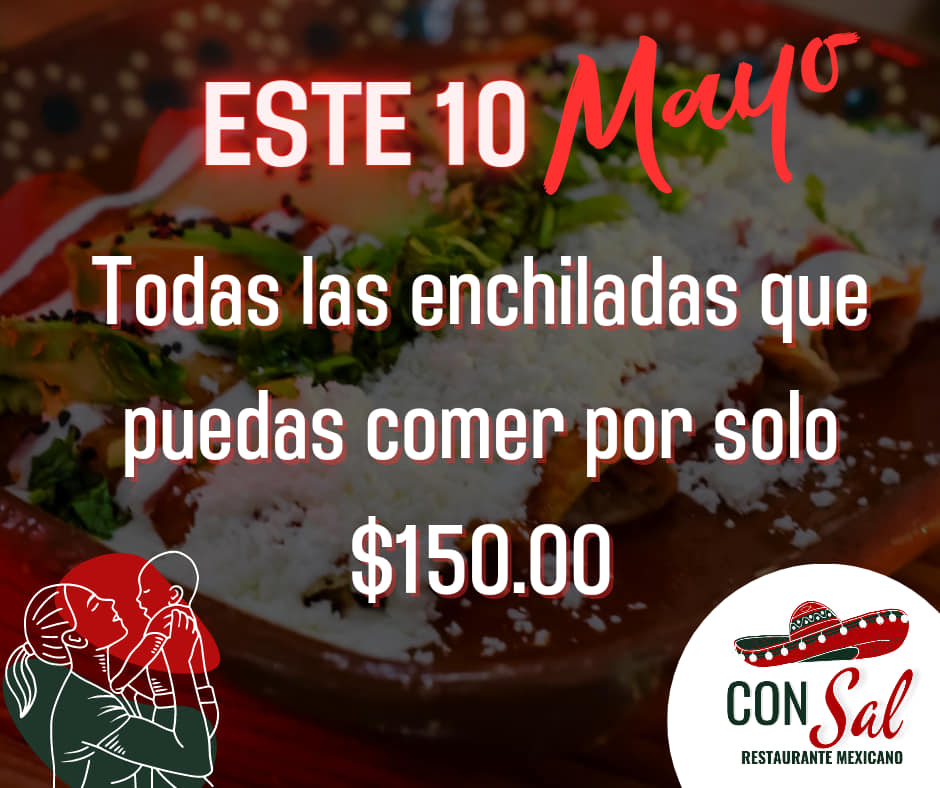 ESTE 10 Mayo
Todas las enchiladas que
puedas comer por solo
$150.00
CON Sal
RESTAURANTE MEXICANO